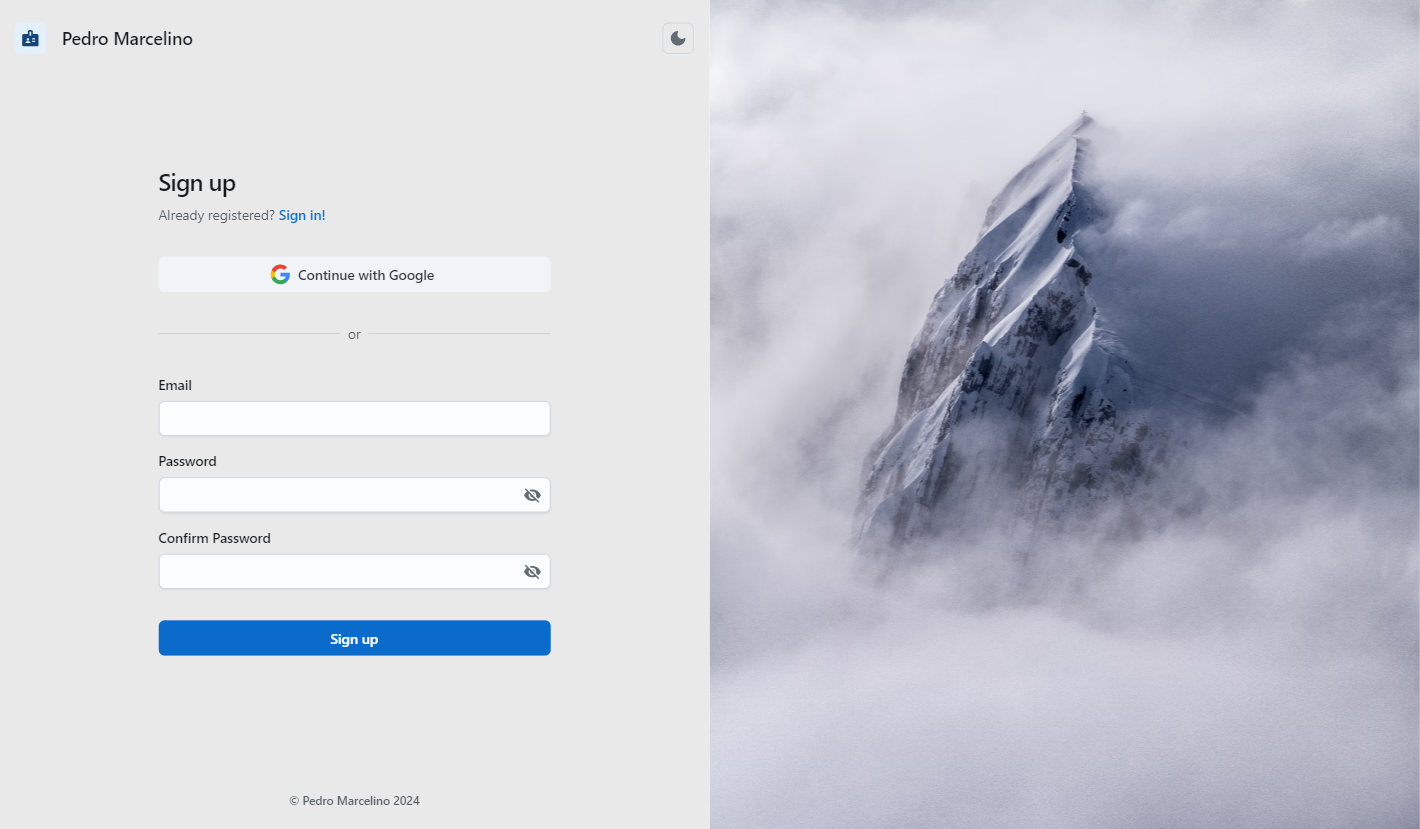 Pedro Marcelino
Sign up
Already registered? Sign in!
Continue with Google
or
Email
Password
Confirm Password
Sign up
© Pedro Marcelino 2024